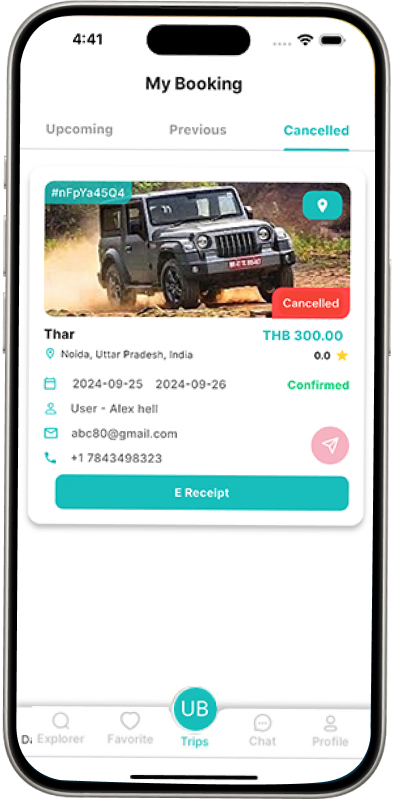 4:41
My Booking
Upcoming Previous Cancelled
#nFpYa45Q4
Cancelled
Thar THB 300.00
Noida, Uttar Pradesh, India 0.0
2024-09-25 2024-09-26 Confirmed
User - Alex hell
abc80@gmail.com
+1 7843498323
E Receipt
UB
Explorer Favorite Trips Chat Profile